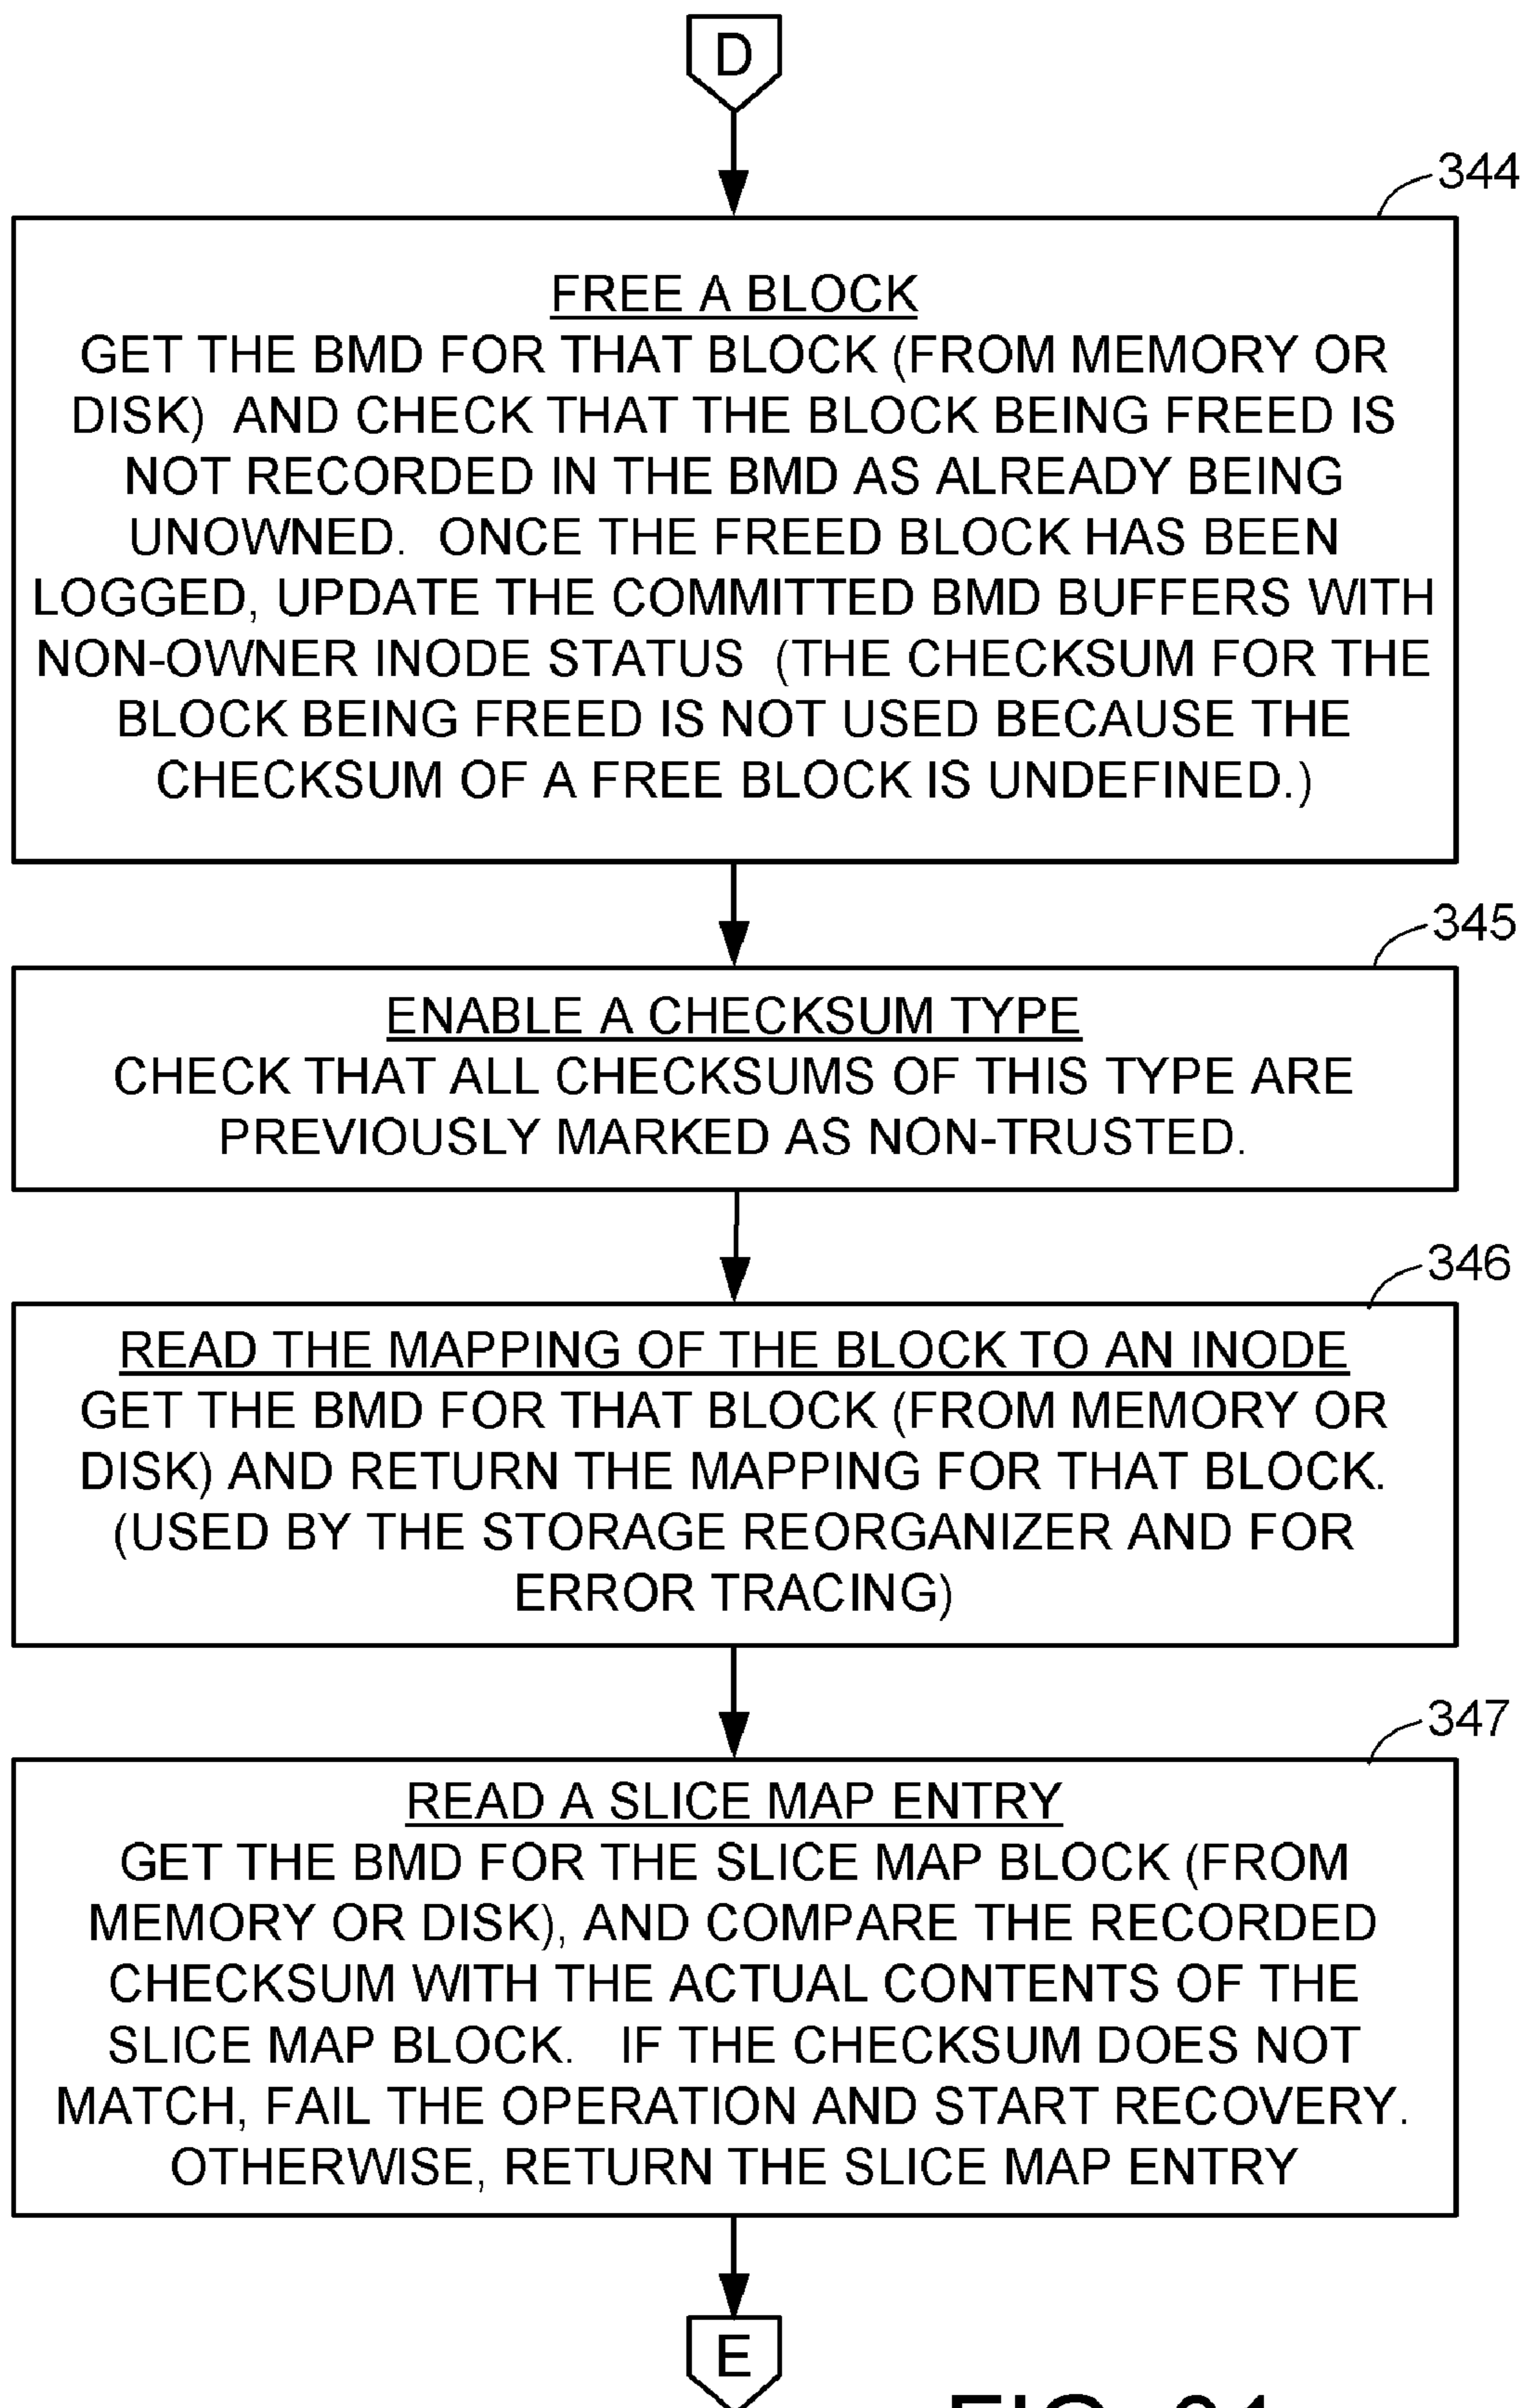 D
344
FREE A BLOCK
GET THE BMD FOR THAT BLOCK (FROM MEMORY OR
DISK) AND CHECK THAT THE BLOCK BEING FREED IS
NOT RECORDED IN THE BMD AS ALREADY BEING
UNOWNED. ONCE THE FREED BLOCK HAS BEEN
LOGGED, UPDATE THE COMMITTED BMD BUFFERS WITH
NON-OWNER INODE STATUS (THE CHECKSUM FOR THE
BLOCK BEING FREED IS NOT USED BECAUSE THE
CHECKSUM OF A FREE BLOCK IS UNDEFINED.)
345
ENABLE A CHECKSUM TYPE
CHECK THAT ALL CHECKSUMS OF THIS TYPE ARE
PREVIOUSLY MARKED AS NON-TRUSTED.
346
READ THE MAPPING OF THE BLOCK TO AN INODE
GET THE BMD FOR THAT BLOCK (FROM MEMORY OR
DISK) AND RETURN THE MAPPING FOR THAT BLOCK.
(USED BY THE STORAGE REORGANIZER AND FOR
ERROR TRACING)
347
READ A SLICE MAP ENTRY
GET THE BMD FOR THE SLICE MAP BLOCK (FROM
MEMORY OR DISK), AND COMPARE THE RECORDED
CHECKSUM WITH THE ACTUAL CONTENTS OF THE
SLICE MAP BLOCK. IF THE CHECKSUM DOES NOT
MATCH, FAIL THE OPERATION AND START RECOVERY.
OTHERWISE, RETURN THE SLICE MAP ENTRY
E